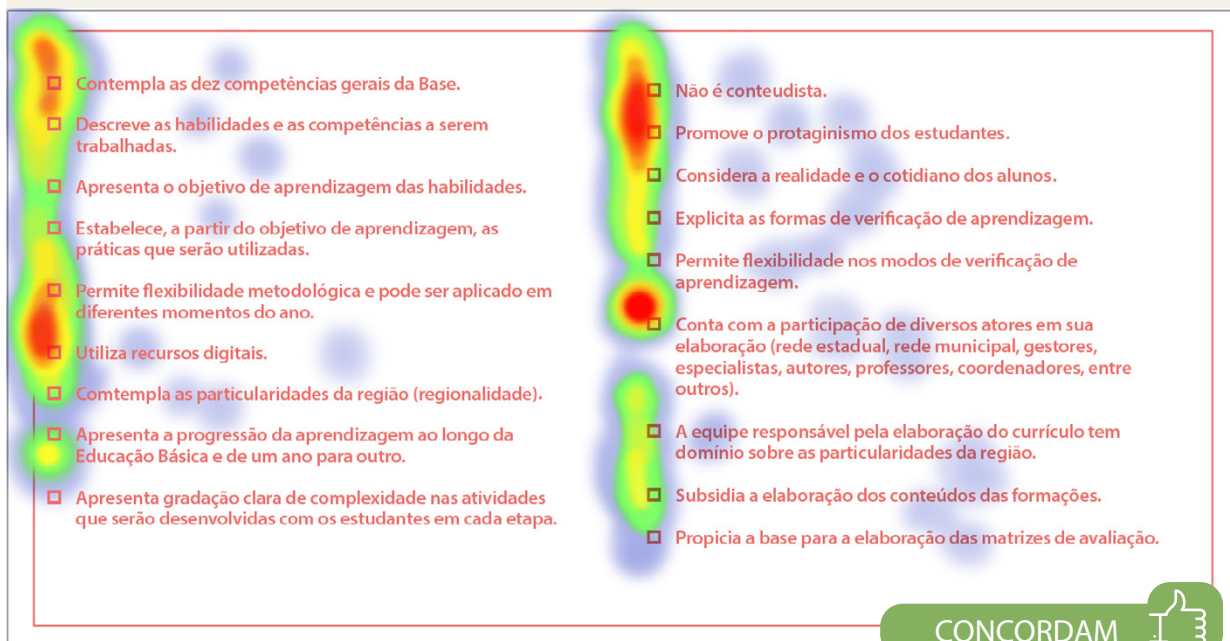 Contempla as dez competências gerais da Base.
Descreve as habilidades e as competências a serem
trabalhadas.
Apresenta o objetivo de aprendizagem das habilidades.
Estabelece, a partir do objetivo de aprendizagem, as
práticas que serão utilizadas.
Permite flexibilidade metodológica e pode ser aplicado em
diferentes momentos do ano.
Utiliza recursos digitais.
Comtempla as particularidades da região (regionalidade).
Apresenta a progressão da aprendizagem ao longo da
Educação Básica e de um ano para outro.
Apresenta gradação clara de complexidade nas atividades
que serão desenvolvidas com os estudantes em cada etapa.
Não é conteudista.
Promove o protaginismo dos estudantes.
Considera a realidade e o cotidiano dos alunos.
Explicita as formas de verificação de aprendizagem.
Permite flexibilidade nos modos de verificação de
aprendizagem.
Conta com a participação de diversos atores em sua
elaboração (rede estadual, rede municipal, gestores,
especialistas, autores, professores, coordenadores, entre
outros).
A equipe responsável pela elaboração do currículo tem
domínio sobre as particularidades da região.
Subsidia a elaboração dos conteúdos das formações.
Propicia a base para a elaboração das matrizes de avaliação.
CONCORDAM